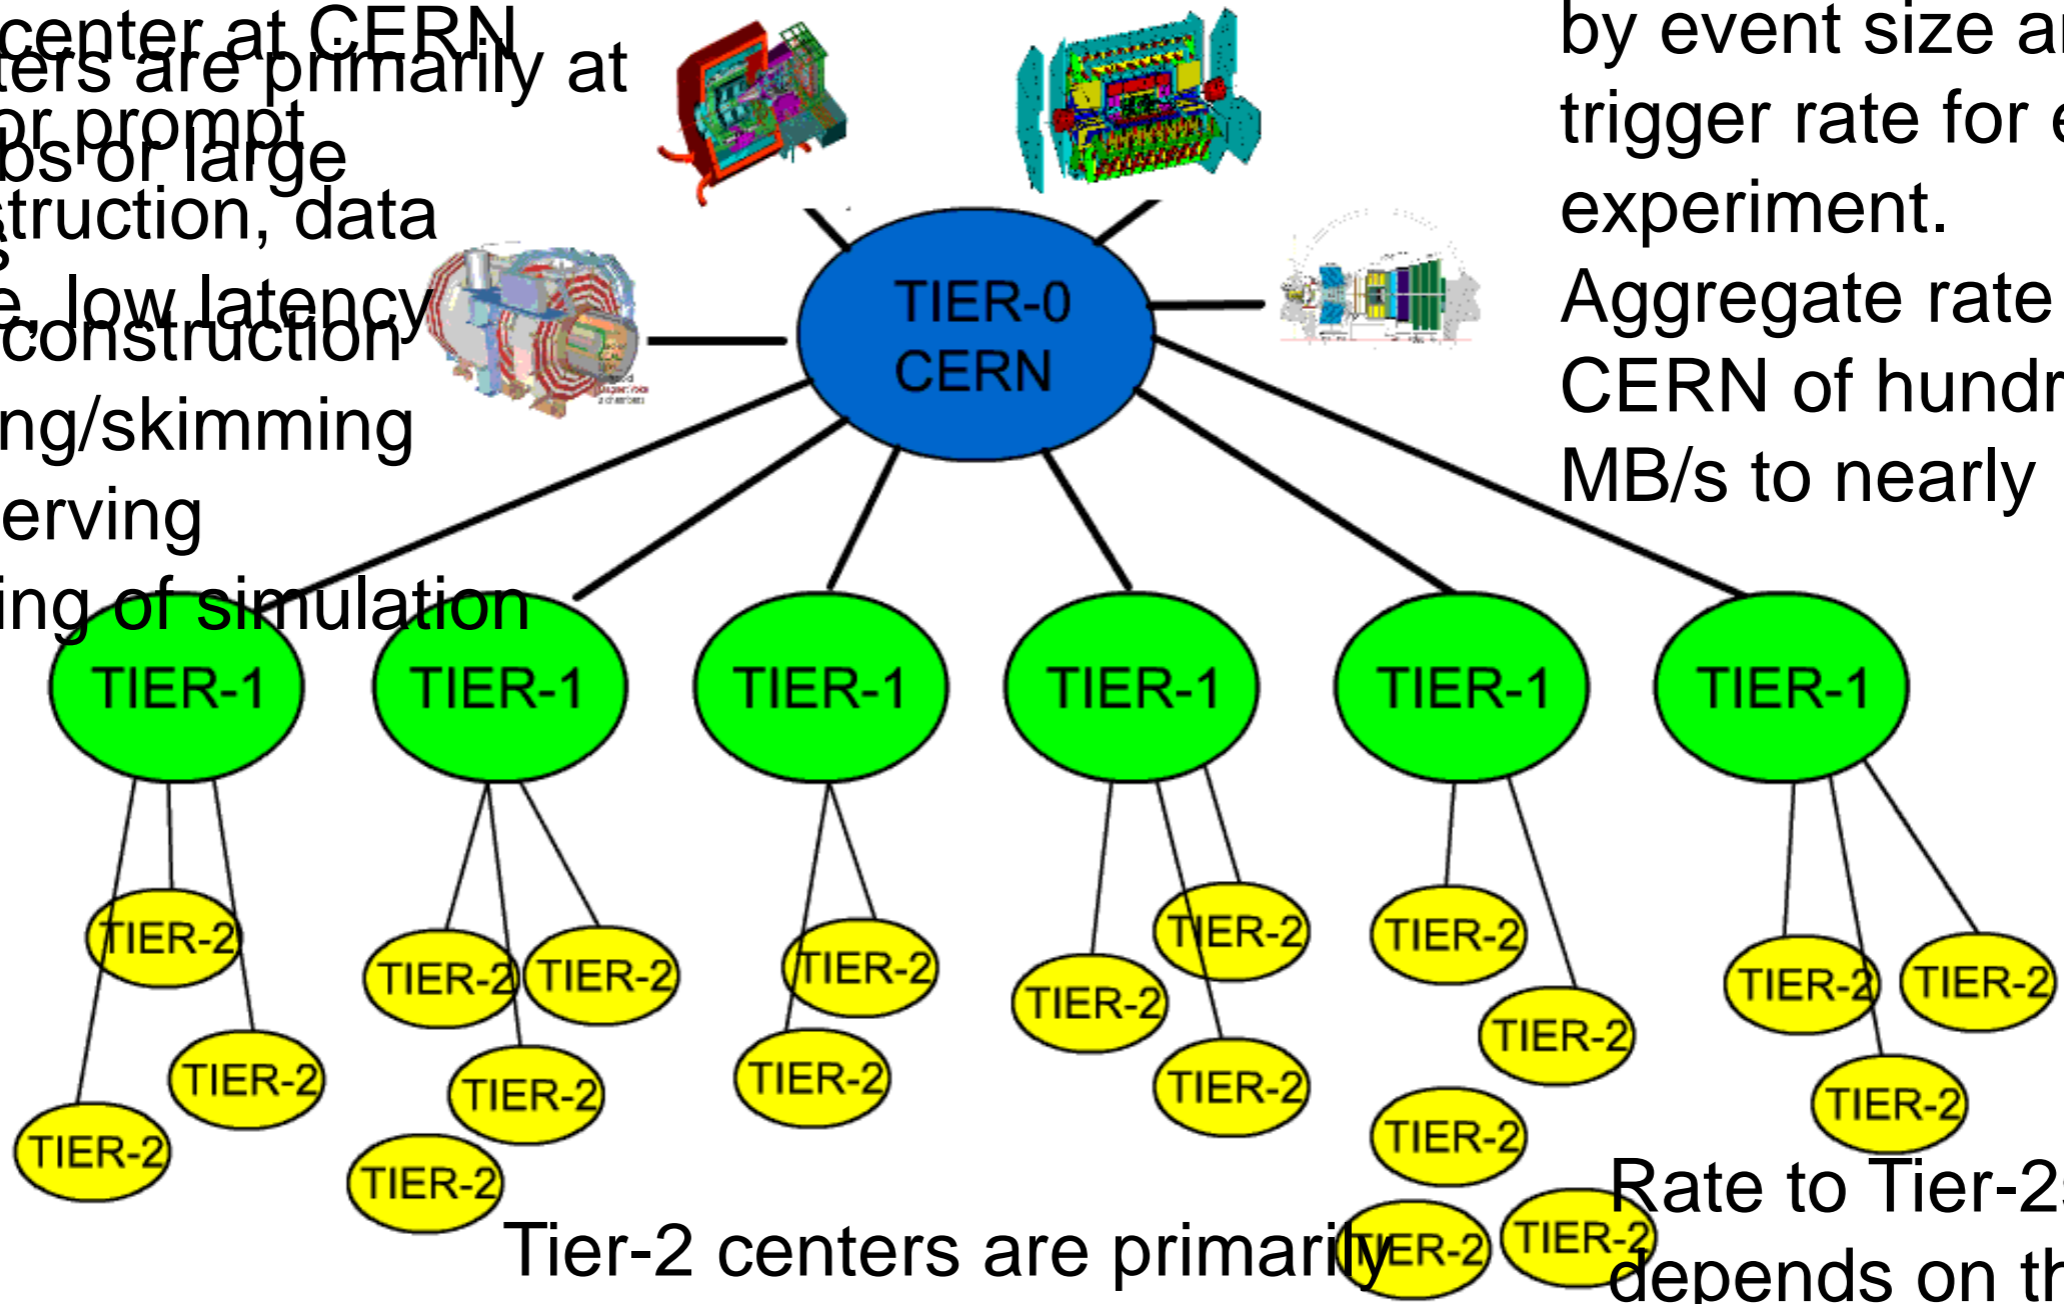 center at CERN
ters are primarily at
or prompt
bs or large
struction, data
s
e, low latency
construction
ng/skimming
erving
ing of simulation
by event size
trigger rate for e
experiment.
Aggregate rate
CERN of hundr
MB/s to nearly
TIER-0
CERN
TIER-1 TIER-1 TIER-1 TIER-1 TIER-1 TIER-1
TIER-2 TIER-2 TIER-2
TIER-2 TIER-2 TIER-2 TIER-2 TIER-2
TIER-2 TIER-2
TIER-2 TIER-2 TIER-2 TIER-2
TIER-2 TIER-2
TIER-2 TIER-2
TIER-2
TIER-2 TIER-2
Tier-2 centers are primarily
Rate to Tier-2s
depends on th